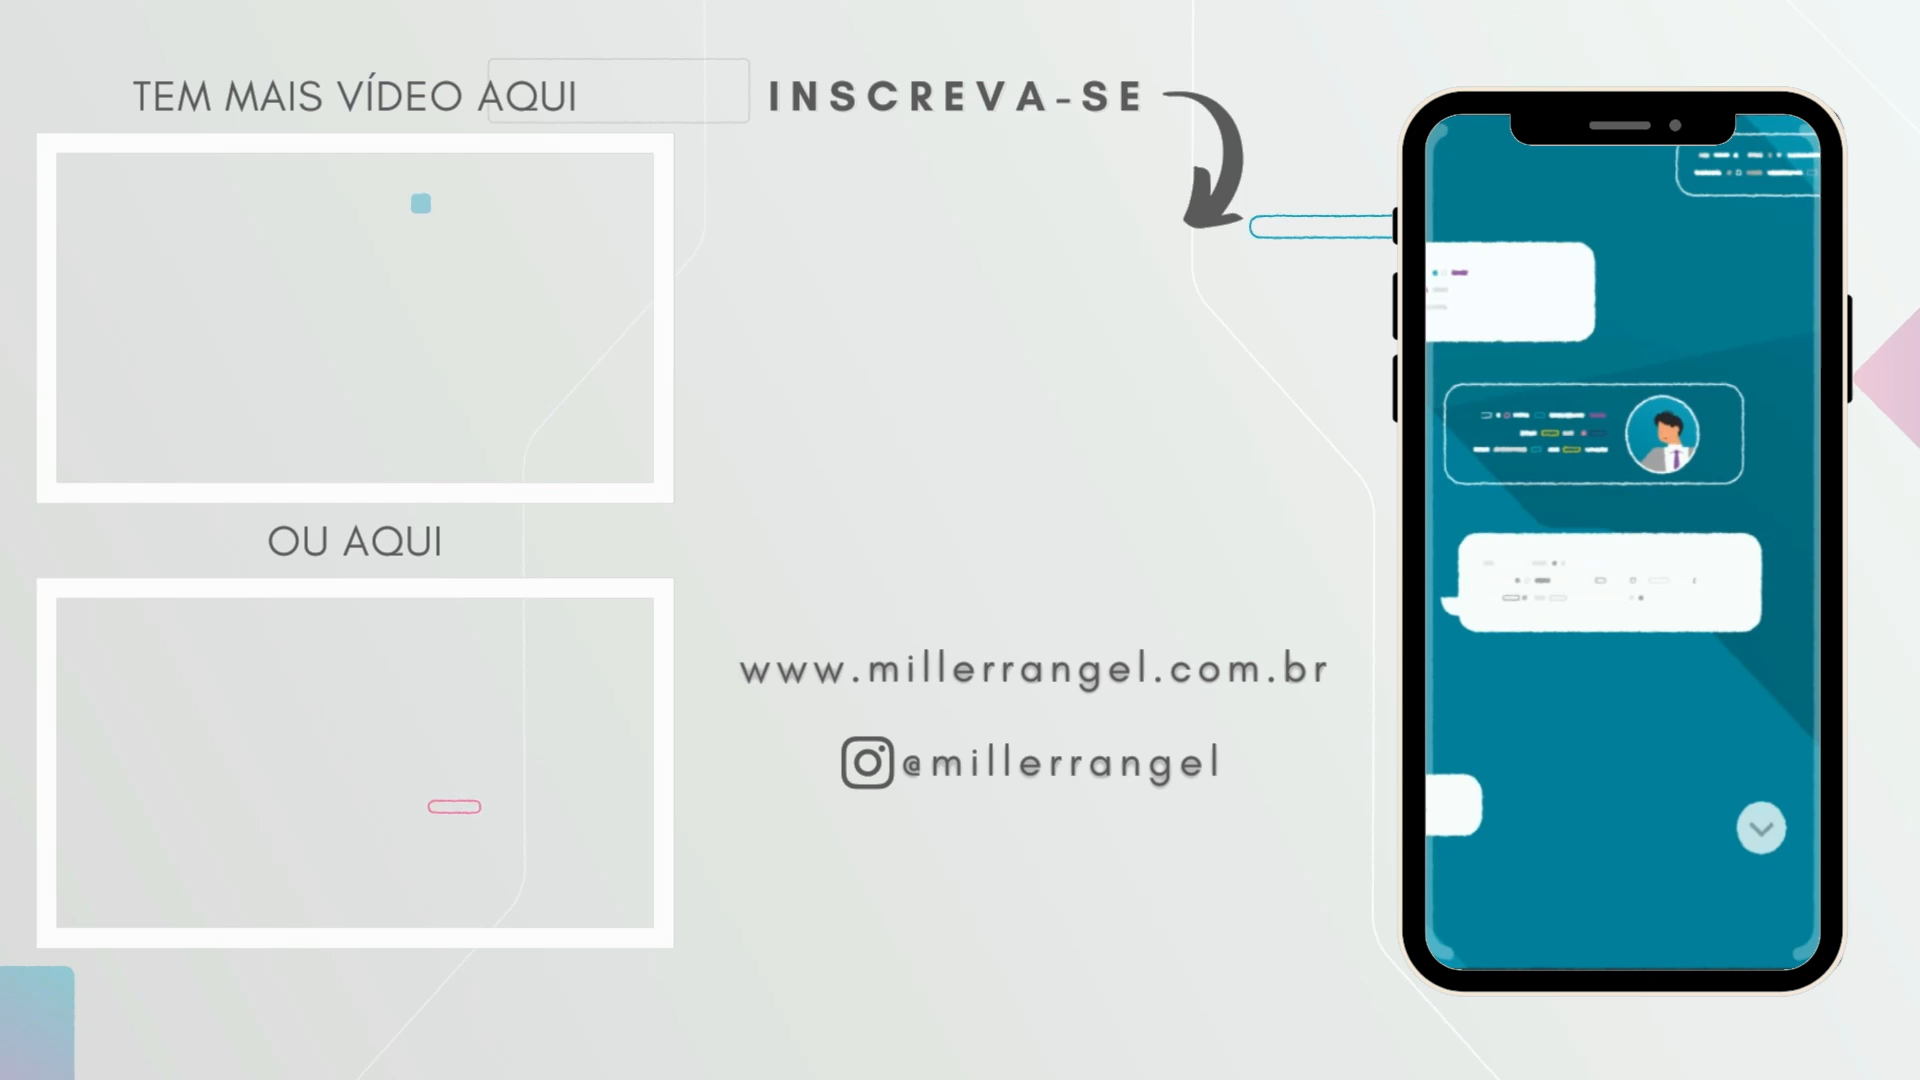 TEM MAIS VÍDEO AQUI
INSCREVA-SE
OU AQUI
www.millerrangel.com.br
@millerrangel